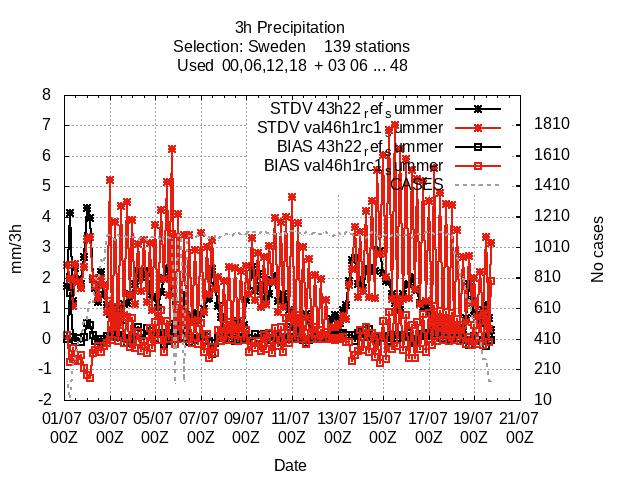 3h Precipitation
Selection: Sweden 139 stations
Used 00,06,12,18 + 03 06 ... 48
STDV 43h22refsummer
STDV val46h1rc1summer
BIAS 43h22refsummer
BIAS val46h1rc1summer
CASES
8
7
6
5
4
3
2
1
0
-1
-2
mm/3h
1810
1610
1410
1210
1010
810
610
410
210
10
No cases
01/07 03/07 05/07 07/07 09/07 11/07 13/07 15/07 17/07 19/07 21/07
00Z 00Z 00Z 00Z 00Z 00Z 00Z 00Z 00Z 00Z 00Z
Date